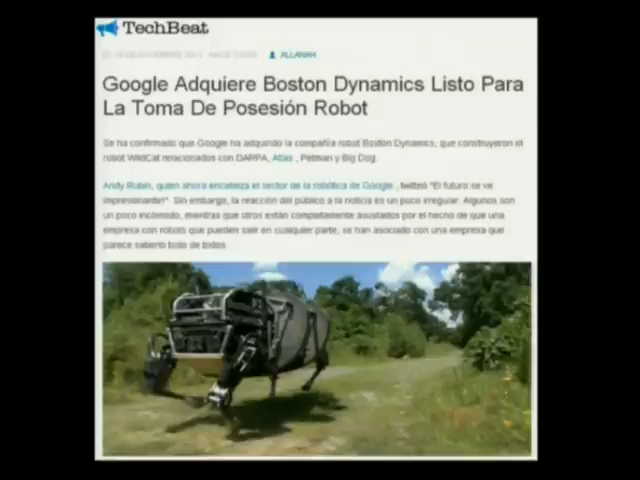 TechBeat
ALLANAH
Google Adquiere Boston Dynamics Listo Para
La Toma De Posesión Robot
Se ha confirmado que Google ha adquirido la compañía robot Boston Dynamics, que construyeron el
robot WildCat relacionados con DARPA, Atlas , Petman y Big Dog.
Andy Rubin, quien ahora encabeza el sector de la robótica de Google , twitteó "El futuro se ve
impresionante!". Sin embargo, la reacción del público a la noticia es un poco irregular. Algunos son
un poco incómodo, mientras que otros están completamente asustados por el hecho de que una
empresa con robots que pueden salir en cualquier parte, se han asociado con una empresa que
parece saberlo todo de todos.